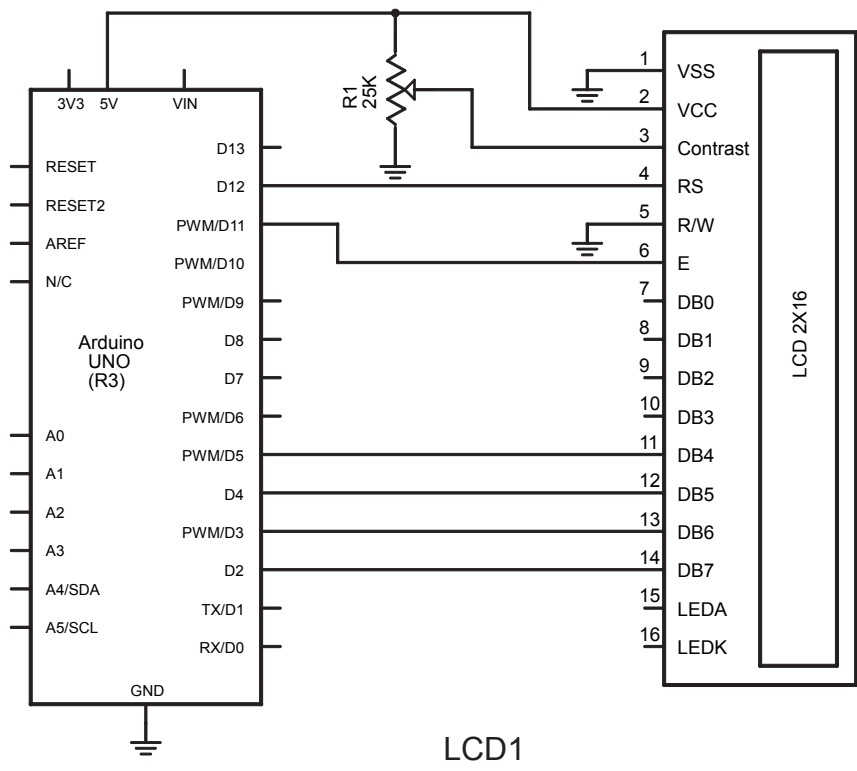 3V3
5V
VIN
RESET
RESET2
AREF
N/C
Arduino
UNO
(R3)
A0
A1
A2
A3
A4/SDA
A5/SCL
D13
D12
PWM/D11
PWM/D10
PWM/D9
D8
D7
PWM/D6
PWM/D5
D4
PWM/D3
D2
TX/D1
RX/D0
GND
R1
25K
1 VSS
2 VCC
3 Contrast
4 RS
5 R/W
6 E
7 DB0
8 DB1
9 DB2
10 DB3
11 DB4
12 DB5
13 DB6
14 DB7
15 LEDA
16 LEDK
LCD 2X16
LCD1